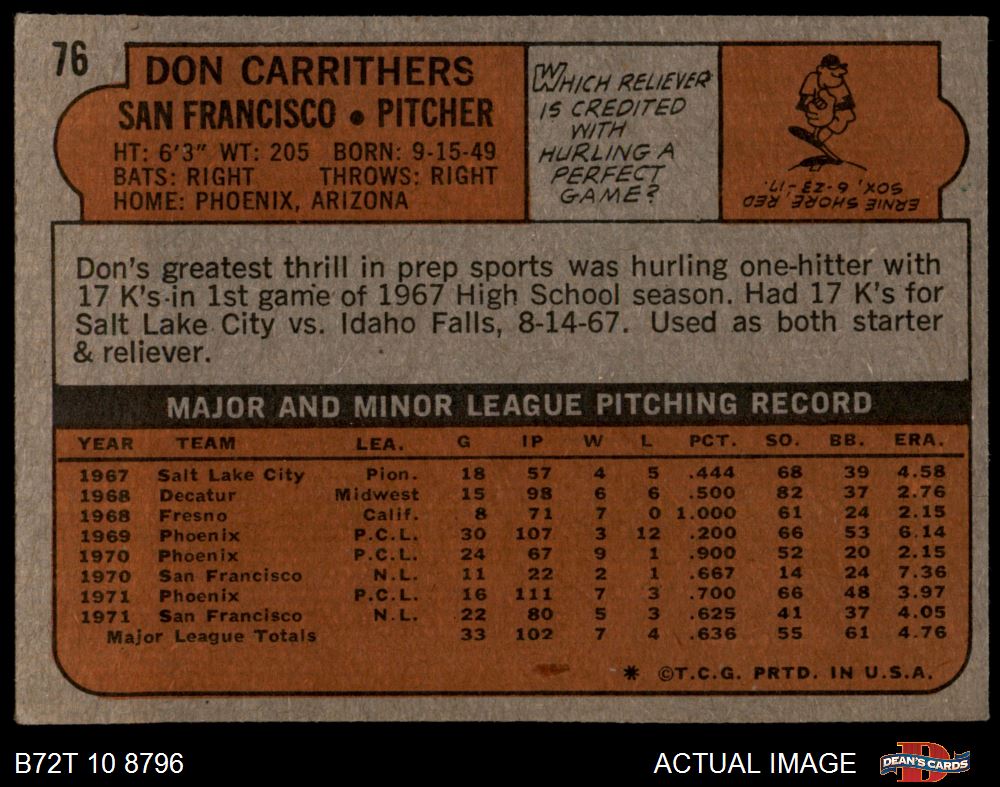 76
DON CARRITHERS
SAN FRANCISCO • PITCHER
HT: 6'3" WT: 205 BORN: 9-15-49
BATS: RIGHT THROWS: RIGHT
HOME: PHOENIX, ARIZONA
WHICH RELIEVER
IS CREDITED
WITH
HURLING A
PERFECT
GAME?
ERNIE SHORE, RED
SOX, 6-23-17.
Don's greatest thrill in prep sports was hurling one-hitter with
17 K's in 1st game of 1967 High School season. Had 17 K's for
Salt Lake City vs. Idaho Falls, 8-14-67. Used as both starter
& reliever.
MAJOR AND MINOR LEAGUE PITCHING RECORD
YEAR TEAM LEA. G IP W L PCT. SO. BB. ERA.
1967 Salt Lake City Pion. 18 57 4 5 .444 68 39 4.58
1968 Decatur Midwest 15 98 6 6 .500 82 37 2.76
1968 Fresno Calif. 8 71 7 0 1.000 61 24 2.15
1969 Phoenix P.C.L. 30 107 3 12 .200 66 53 6.14
1970 Phoenix P.C.L. 24 67 9 1 .900 52 20 2.15
1970 San Francisco N.L. 11 22 2 1 .667 14 24 7.36
1971 Phoenix P.C.L. 16 111 7 3 .700 66 48 3.97
1971 San Francisco N.L. 22 80 5 3 .625 41 37 4.05
Major League Totals 33 102 7 4 .636 55 61 4.76
* ©T.C.G. PRTD. IN U.S.A.
B72T 10 8796
ACTUAL IMAGE
D
DEAN'S CARDS